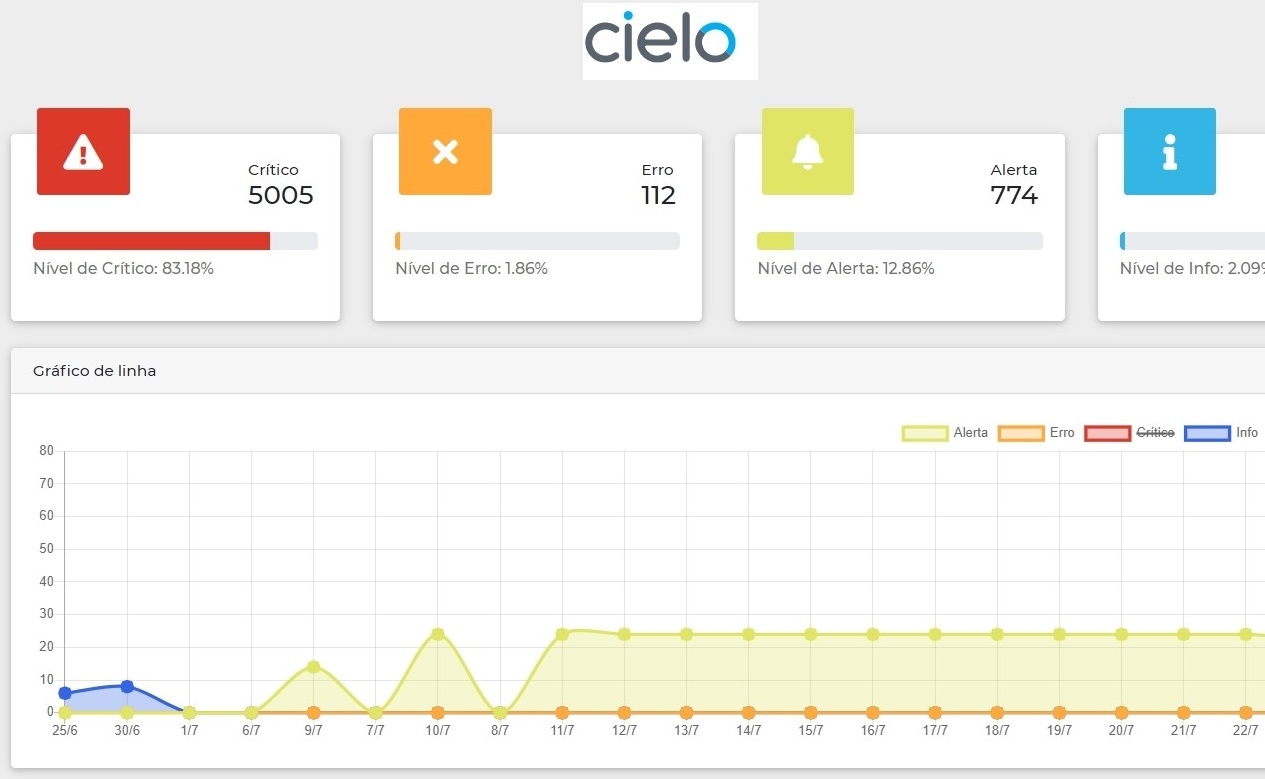 cielo
Crítico
5005
Nível de Crítico: 83.18%
Erro
112
Nível de Erro: 1.86%
Alerta
774
Nível de Alerta: 12.86%
Nível de Info: 2.09%
Gráfico de linha
Alerta Erro Crítico Info
80
70
60
50
40
30
20
10
0
25/6 30/6 1/7 6/7 9/7 7/7 10/7 8/7 11/7 12/7 13/7 14/7 15/7 16/7 17/7 18/7 19/7 20/7 21/7 22/7